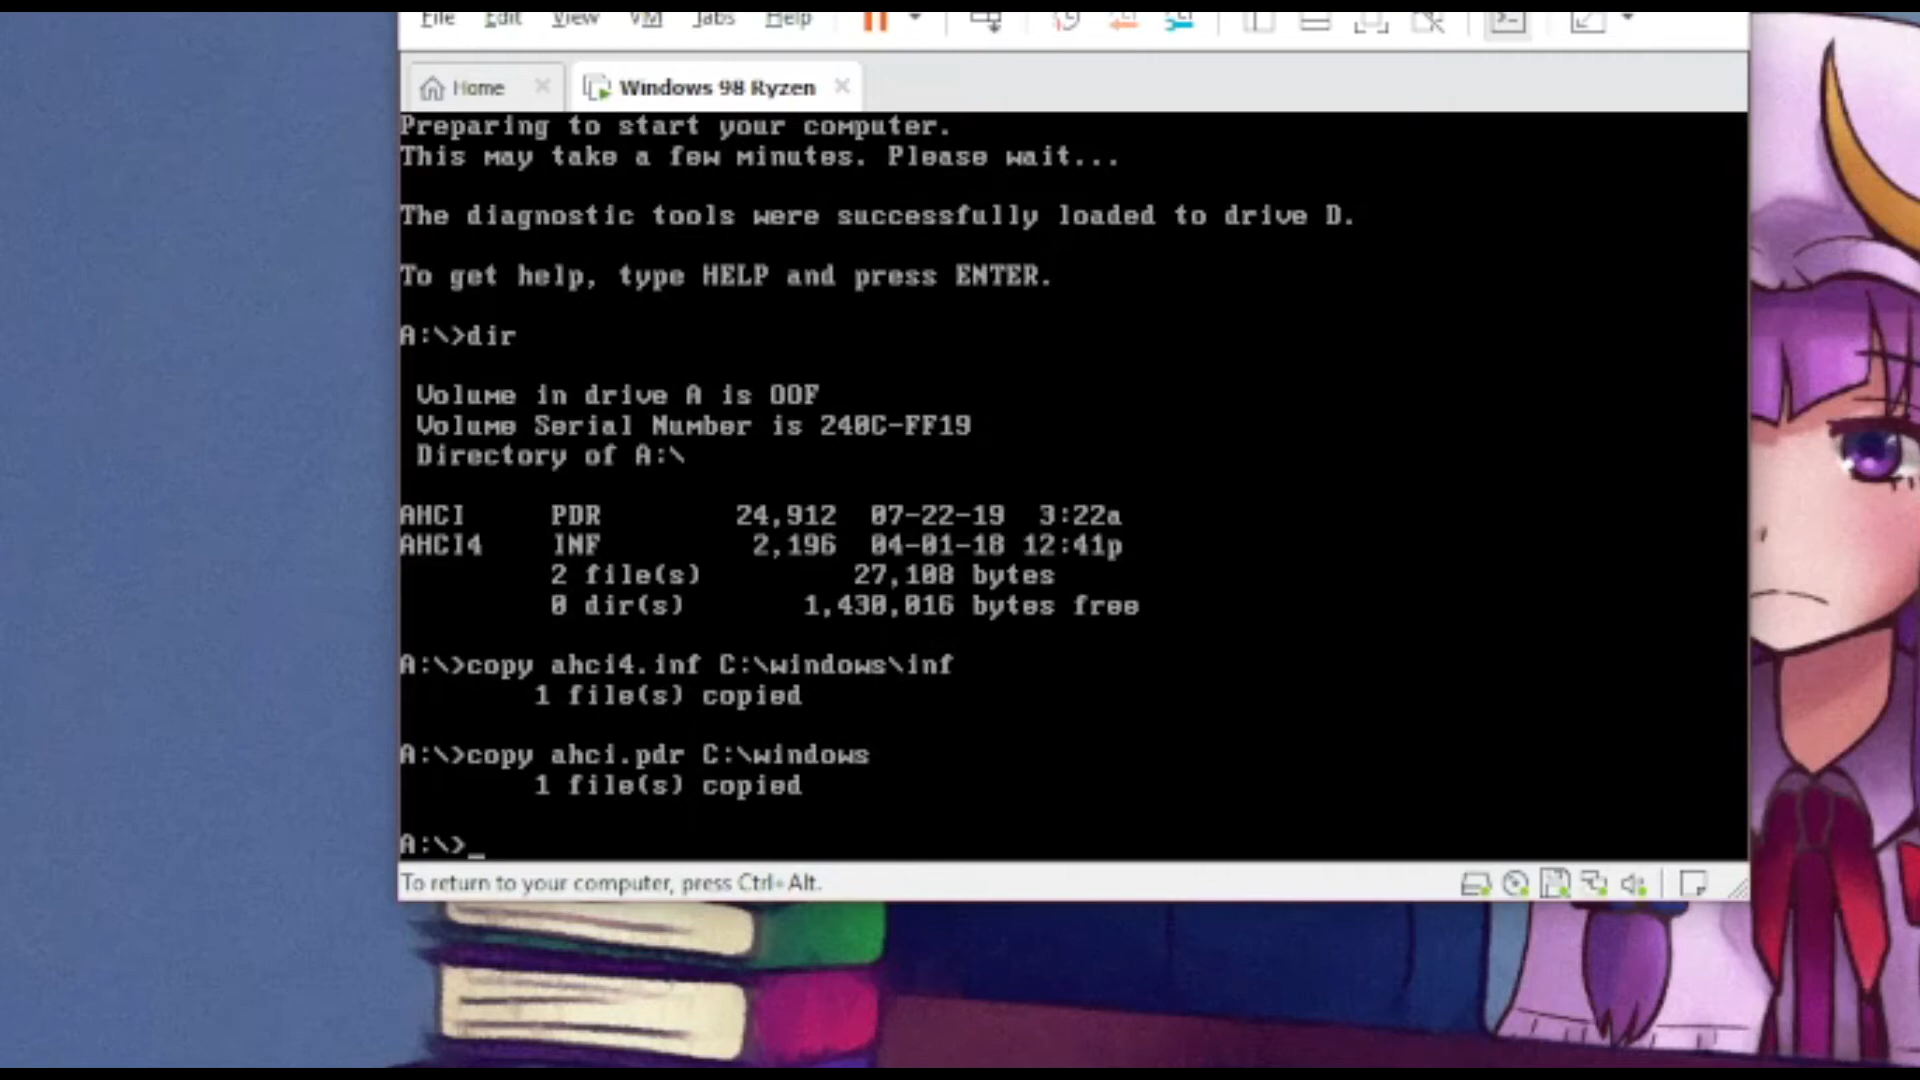 File Edit View VM Tabs Help
Home Windows 98 Ryzen
Preparing to start your computer.
This may take a few minutes. Please wait...
The diagnostic tools were successfully loaded to drive D.
To get help, type HELP and press ENTER.
A:\>dir
Volume in drive A is OOF
Volume Serial Number is 240C-FF19
Directory of A:\
AHCI PDR 24,912 07-22-19 3:22a
AHCI4 INF 2,196 04-01-18 12:41p
2 file(s) 27,108 bytes
0 dir(s) 1,430,016 bytes free
A:\>copy ahci4.inf C:\windows\inf
1 file(s) copied
A:\>copy ahci.pdr C:\windows
1 file(s) copied
A:\>_
To return to your computer, press Ctrl+Alt.